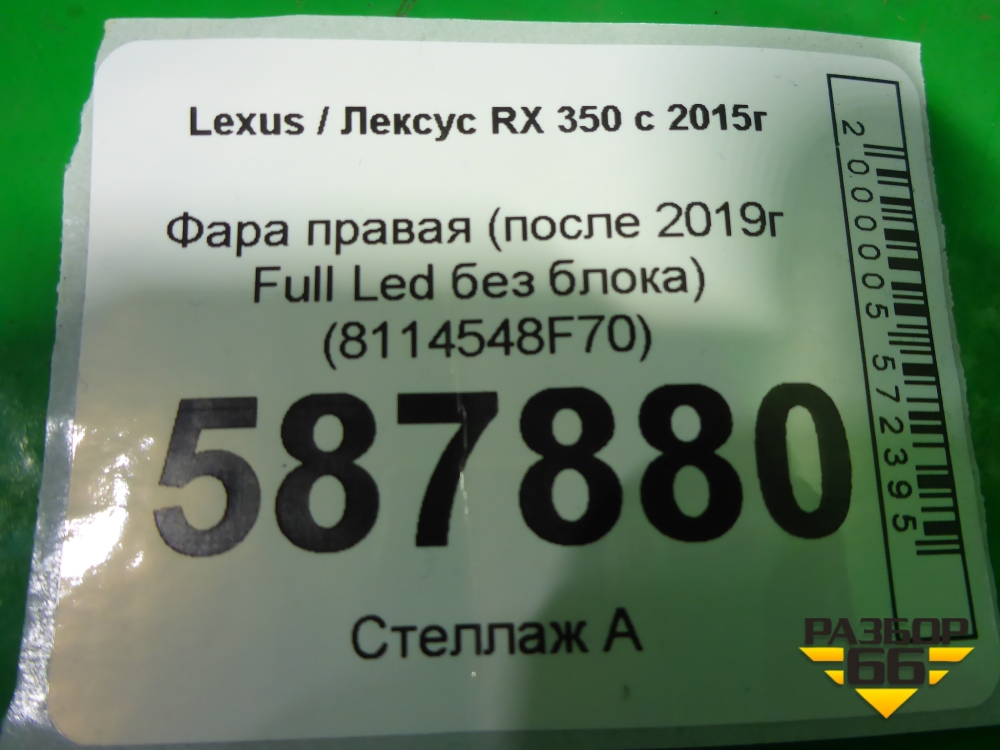 Lexus / Лексус RX 350 с 2015г
Фара правая (после 2019г
Full Led без блока)
(8114548F70)
587880
Стеллаж А
2000005572395
РАЗБОР
66